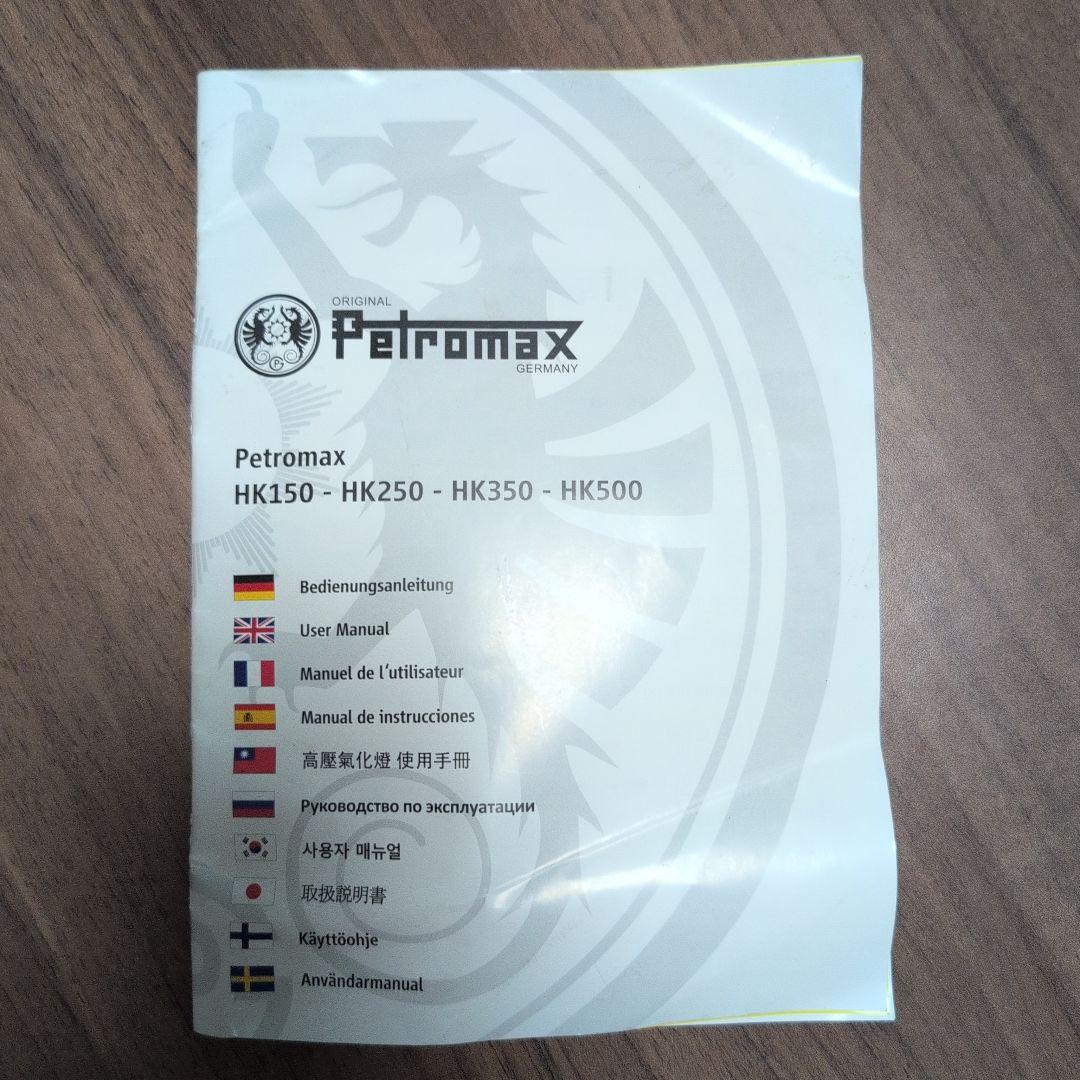 ORIGINAL
Petromax
GERMANY
Petromax
HK150 - HK250 - HK350 - HK500
Bedienungsanleitung
User Manual
Manuel de l‘utilisateur
Manual de instrucciones
高壓氣化燈 使用手冊
Руководство по эксплуатации
사용자 매뉴얼
取扱説明書
Käyttöohje
Användarmanual